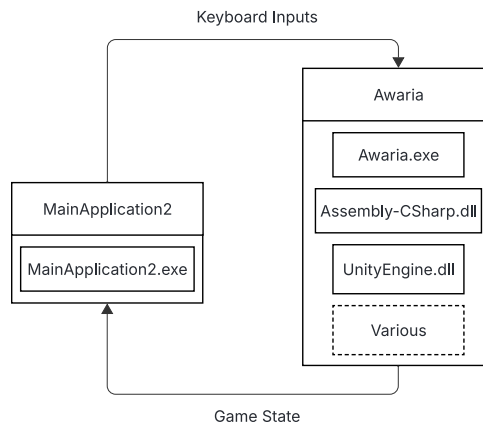 Keyboard Inputs
Awaria
Awaria.exe
MainApplication2
Assembly-CSharp.dll
MainApplication2.exe
UnityEngine.dll
Various
Game State